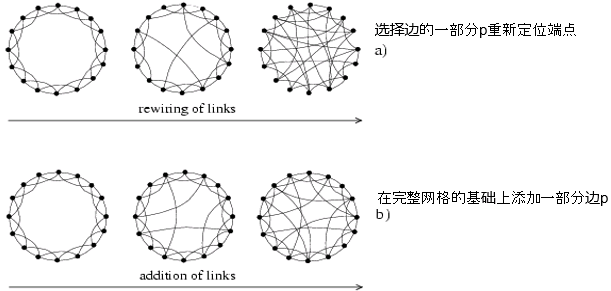 选择边的一部分p重新定位端点
a)
rewiring of links
在完整网格的基础上添加一部分边p
b)
addition of links